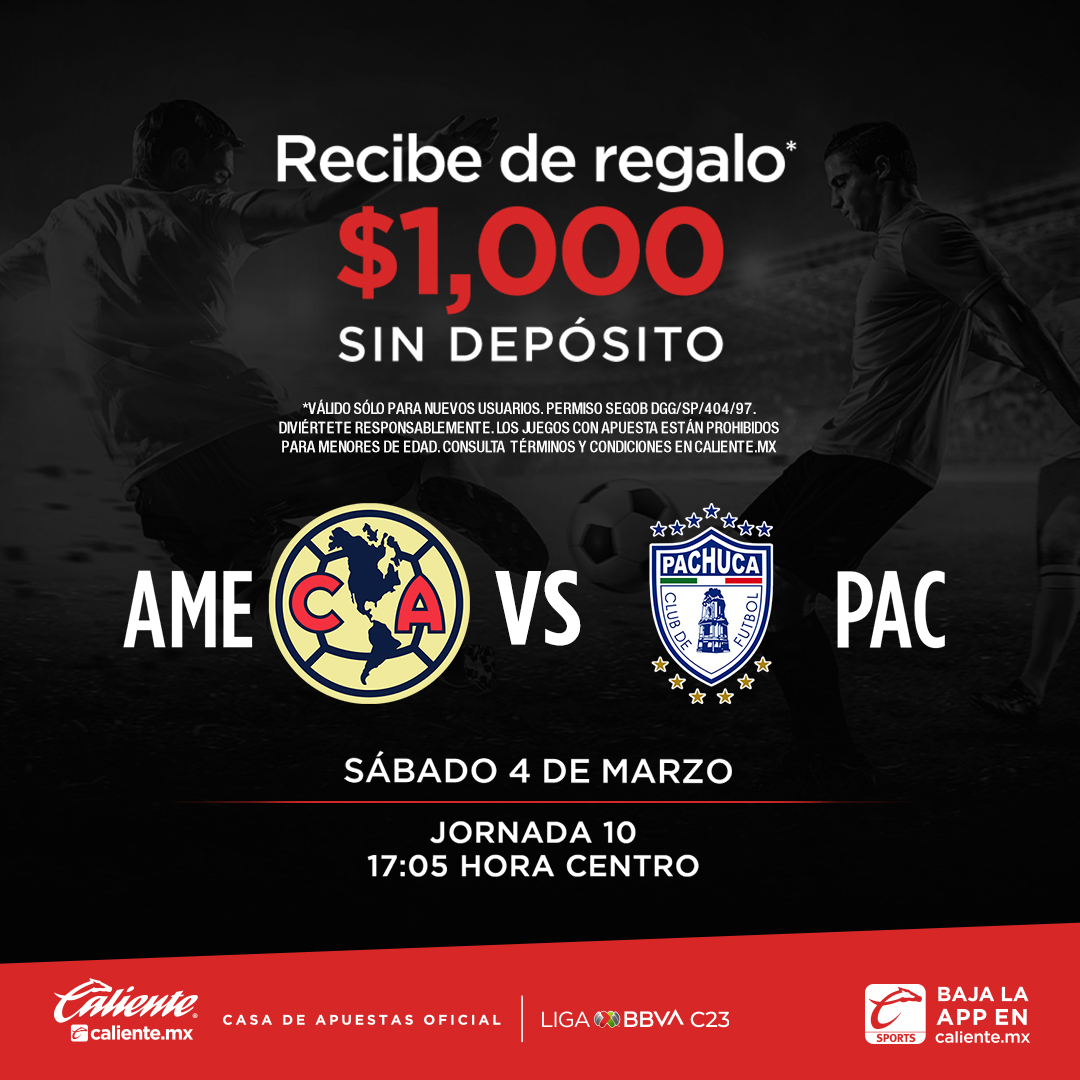 Recibe de regalo*
$1,000
SIN DEPÓSITO
*VÁLIDO SÓLO PARA NUEVOS USUARIOS. PERMISO SEGOB DGG/SP/404/97.
DIVIÉRTETE RESPONSABLEMENTE. LOS JUEGOS CON APUESTA ESTÁN PROHIBIDOS
PARA MENORES DE EDAD. CONSULTA TÉRMINOS Y CONDICIONES EN CALIENTE.MX
AME CA VS PACHUCA CLUB DE FUTBOL PAC
SÁBADO 4 DE MARZO
JORNADA 10
17:05 HORA CENTRO
Caliente®
caliente.mx
CASA DE APUESTAS OFICIAL
LIGA BBVA C23
SPORTS
BAJA LA
APP EN
caliente.mx